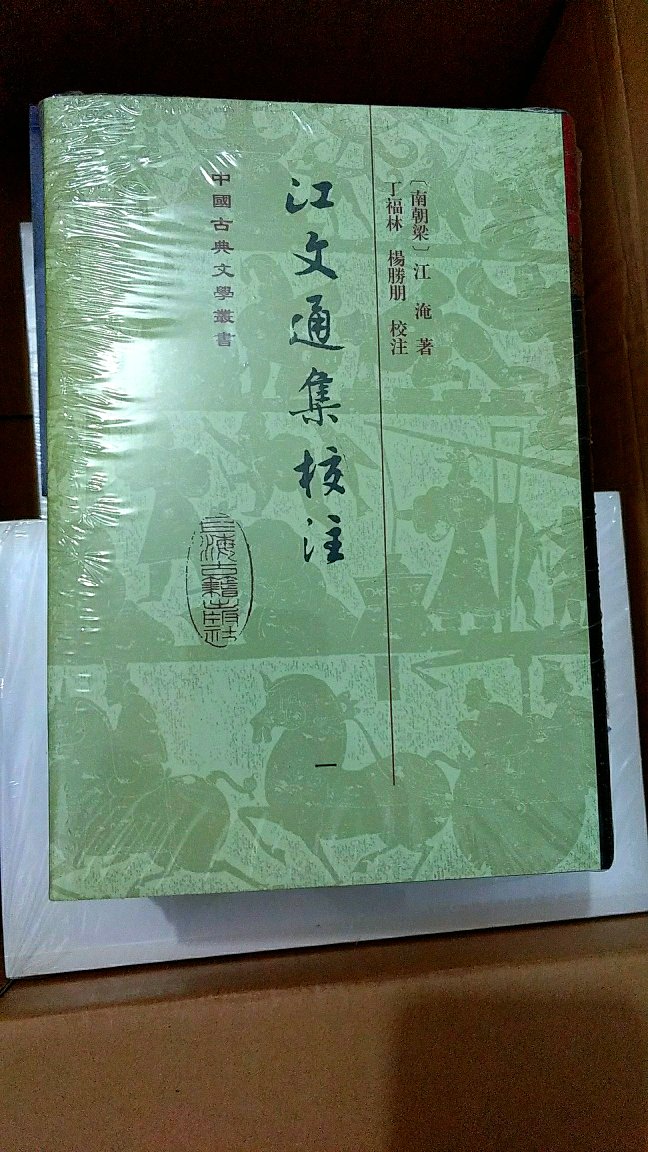 〔南朝梁〕江淹 著
丁福林 楊勝朋 校注
江文通集校注
一
中國古典文學叢書
上海古籍出版社